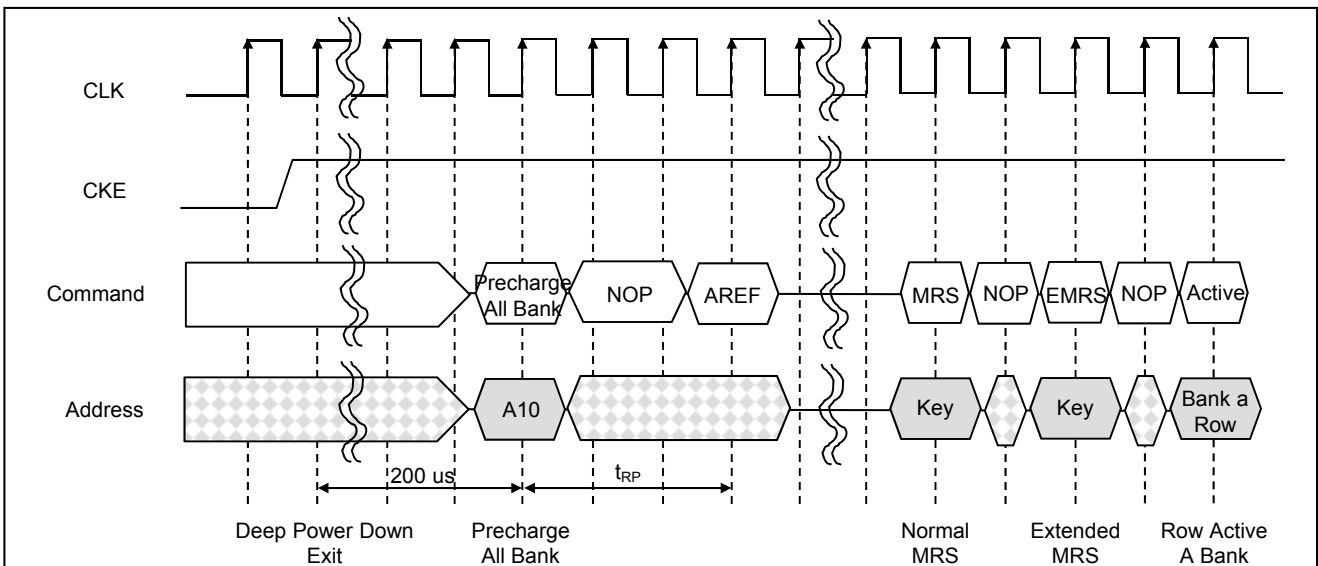 CLK
CKE
Command
Precharge
All Bank
NOP
AREF
MRS
NOP
EMRS
NOP
Active
Address
A10
Key
Key
Bank a
Row
200 us
tRP
Deep Power Down
Exit
Precharge
All Bank
Normal
MRS
Extended
MRS
Row Active
A Bank